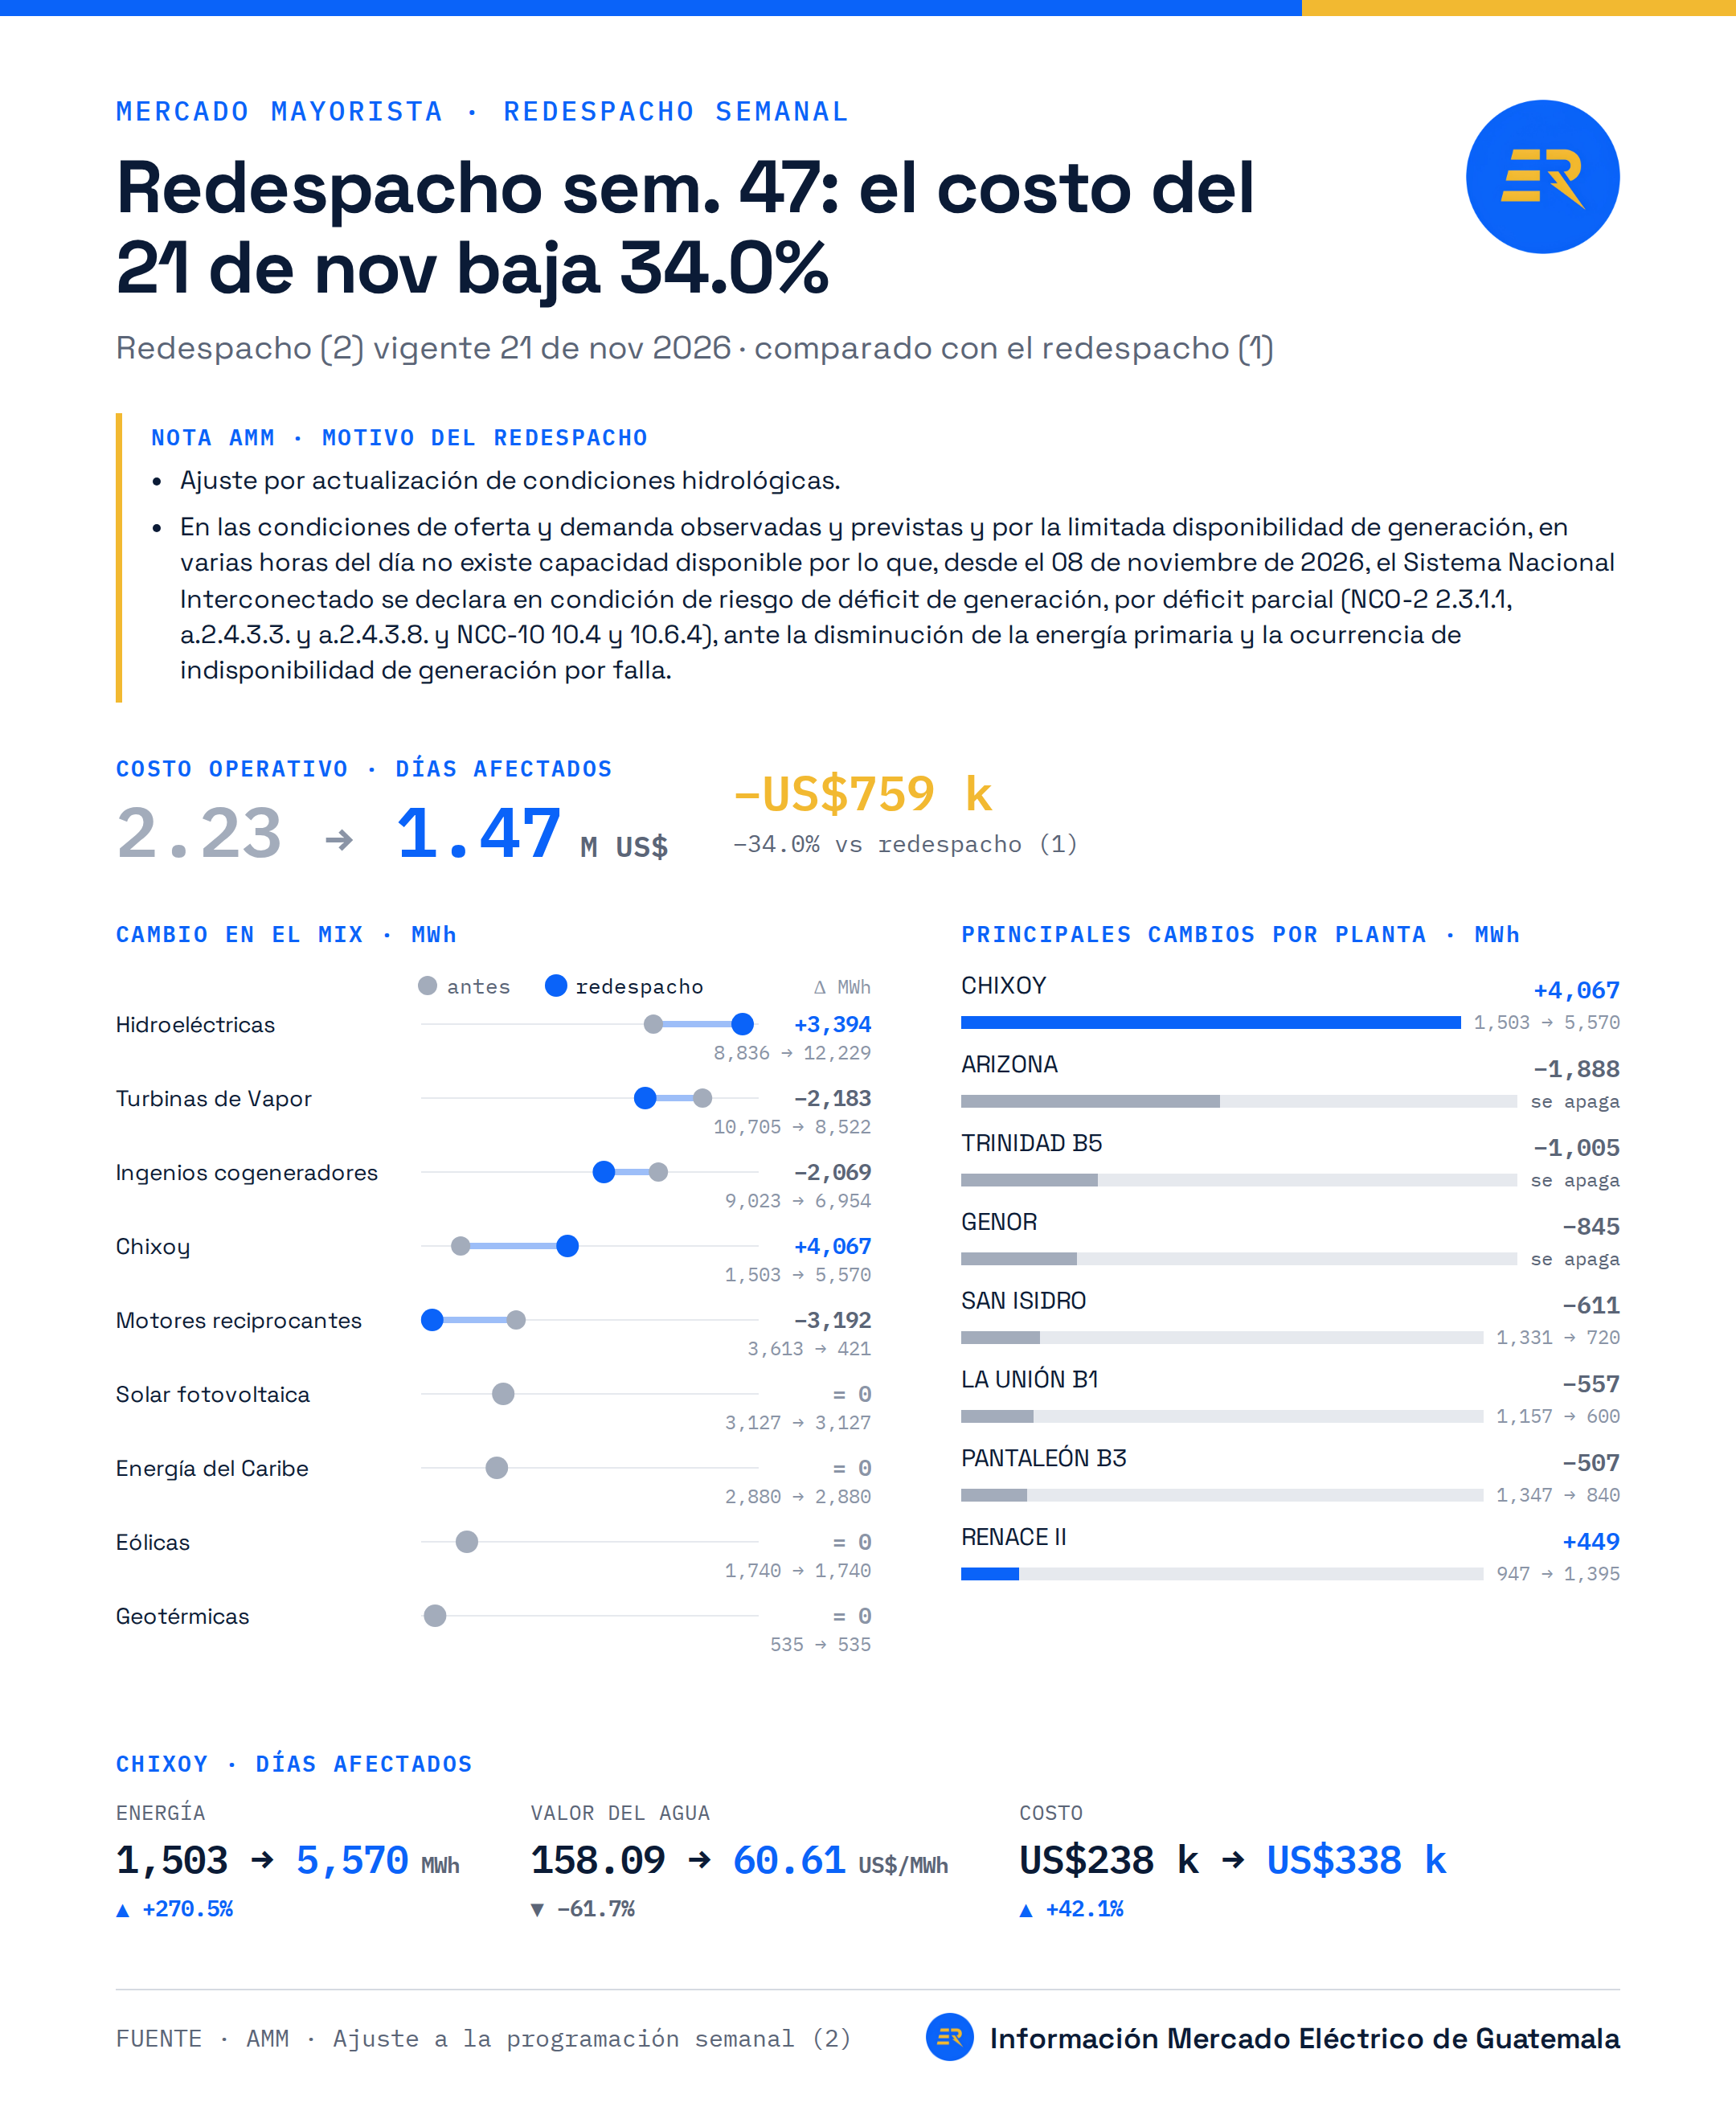 MERCADO MAYORISTA · REDESPACHO SEMANAL
Redespacho sem. 47: el costo del
21 de nov baja 34.0%
Redespacho (2) vigente 21 de nov 2026 · comparado con el redespacho (1)
ER
NOTA AMM · MOTIVO DEL REDESPACHO
• Ajuste por actualización de condiciones hidrológicas.
• En las condiciones de oferta y demanda observadas y previstas y por la limitada disponibilidad de generación, en
varias horas del día no existe capacidad disponible por lo que, desde el 08 de noviembre de 2026, el Sistema Nacional
Interconectado se declara en condición de riesgo de déficit de generación, por déficit parcial (NCO-2 2.3.1.1,
a.2.4.3.3. y a.2.4.3.8. y NCC-10 10.4 y 10.6.4), ante la disminución de la energía primaria y la ocurrencia de
indisponibilidad de generación por falla.
COSTO OPERATIVO · DÍAS AFECTADOS
2.23 → 1.47 M US$
−US$759 k
−34.0% vs redespacho (1)
CAMBIO EN EL MIX · MWh
antes redespacho Δ MWh
Hidroeléctricas +3,394
8,836 → 12,229
Turbinas de Vapor −2,183
10,705 → 8,522
Ingenios cogeneradores −2,069
9,023 → 6,954
Chixoy +4,067
1,503 → 5,570
Motores reciprocantes −3,192
3,613 → 421
Solar fotovoltaica = 0
3,127 → 3,127
Energía del Caribe = 0
2,880 → 2,880
Eólicas = 0
1,740 → 1,740
Geotérmicas = 0
535 → 535
PRINCIPALES CAMBIOS POR PLANTA · MWh
CHIXOY +4,067
1,503 → 5,570
ARIZONA −1,888
se apaga
TRINIDAD B5 −1,005
se apaga
GENOR −845
se apaga
SAN ISIDRO −611
1,331 → 720
LA UNIÓN B1 −557
1,157 → 600
PANTALEÓN B3 −507
1,347 → 840
RENACE II +449
947 → 1,395
CHIXOY · DÍAS AFECTADOS
ENERGÍA
1,503 → 5,570 MWh
▲ +270.5%
VALOR DEL AGUA
158.09 → 60.61 US$/MWh
▼ −61.7%
COSTO
US$238 k → US$338 k
▲ +42.1%
FUENTE · AMM · Ajuste a la programación semanal (2)
ER Información Mercado Eléctrico de Guatemala